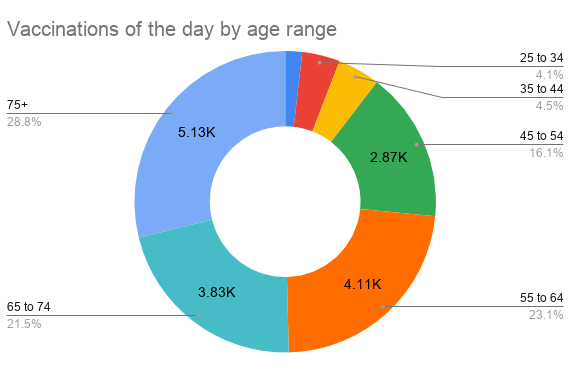 Vaccinations of the day by age range
25 to 34
4.1%
35 to 44
4.5%
75+
28.8%
5.13K
45 to 54
16.1%
2.87K
4.11K
3.83K
55 to 64
23.1%
65 to 74
21.5%